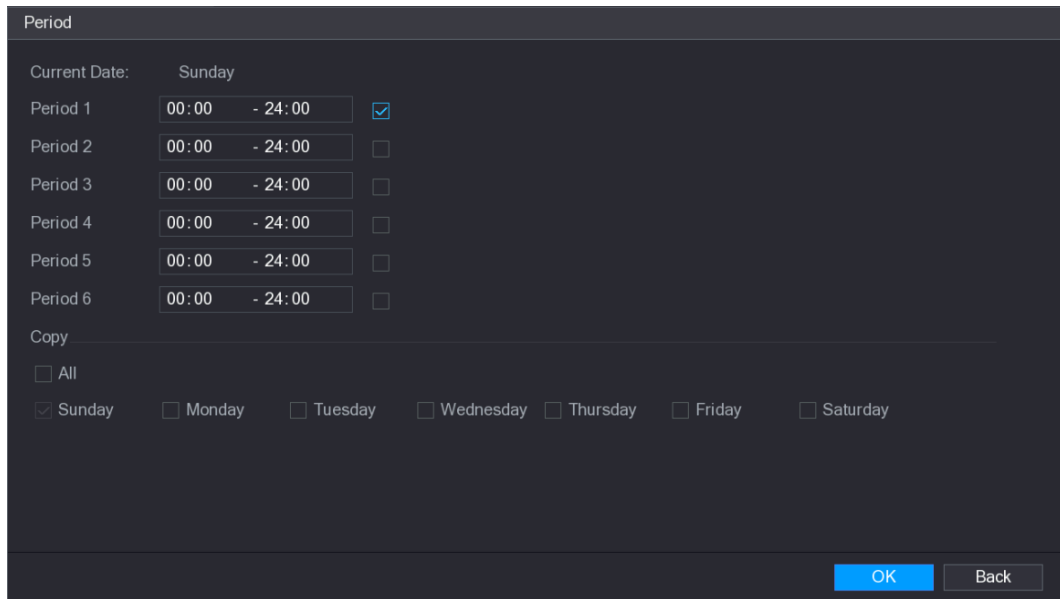 Period
Current Date: Sunday
Period 1 00:00 - 24:00
Period 2 00:00 - 24:00
Period 3 00:00 - 24:00
Period 4 00:00 - 24:00
Period 5 00:00 - 24:00
Period 6 00:00 - 24:00
Copy
All
Sunday Monday Tuesday Wednesday Thursday Friday Saturday
OK Back